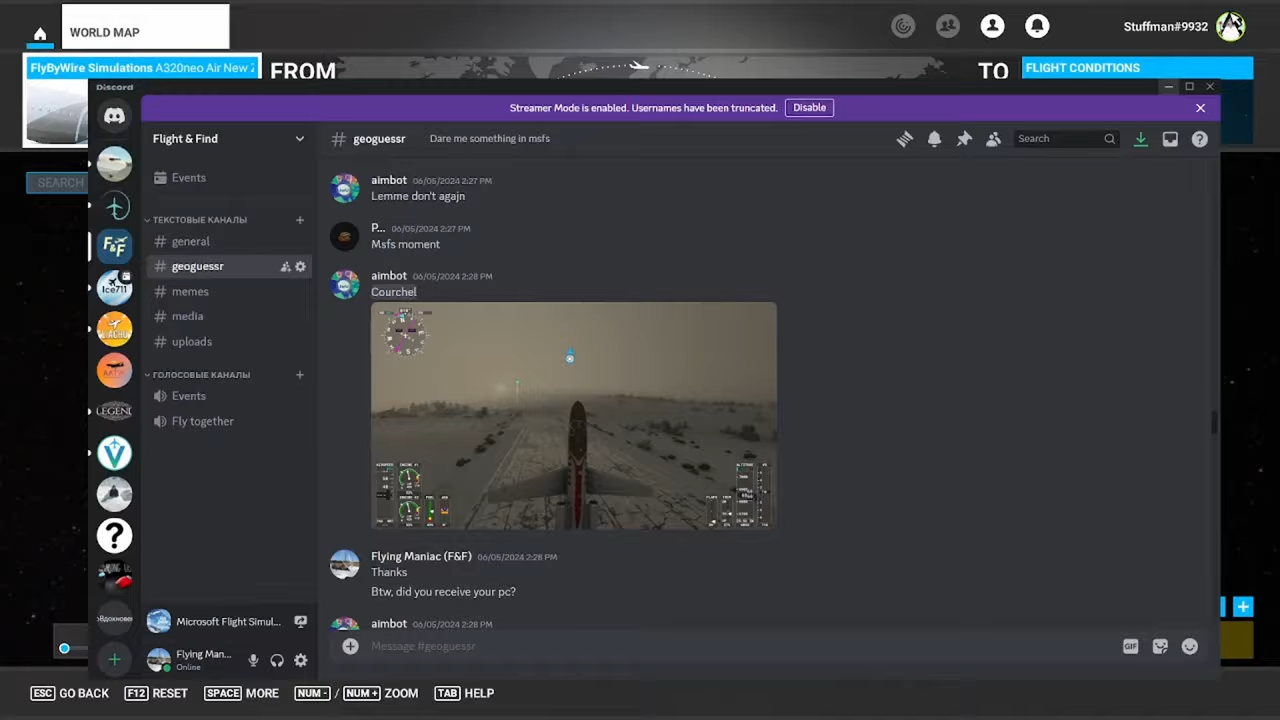 WORLD MAP
Stuffman#9932
FlyByWire Simulations A320neo Air New Z
FROM
TO
FLIGHT CONDITIONS
Discord
Streamer Mode is enabled. Usernames have been truncated.
Disable
Flight & Find
# geoguessr
Dare me something in msfs
Search
SEARCH
Events
ТЕКСТОВЫЕ КАНАЛЫ
# general
# geoguessr
# memes
# media
# uploads
ГОЛОСОВЫЕ КАНАЛЫ
Events
Fly together
F&F
Ice711
LEGEND
Microsoft Flight Simul...
Flying Man...
Online
aimbot 06/05/2024 2:27 PM
Lemme don't agajn
P... 06/05/2024 2:27 PM
Msfs moment
aimbot 06/05/2024 2:28 PM
Courchel
Flying Maniac (F&F) 06/05/2024 2:28 PM
Thanks
Btw, did you receive your pc?
aimbot 06/05/2024 2:28 PM
Message #geoguessr
GIF
ESC GO BACK F12 RESET SPACE MORE NUM - / NUM + ZOOM TAB HELP